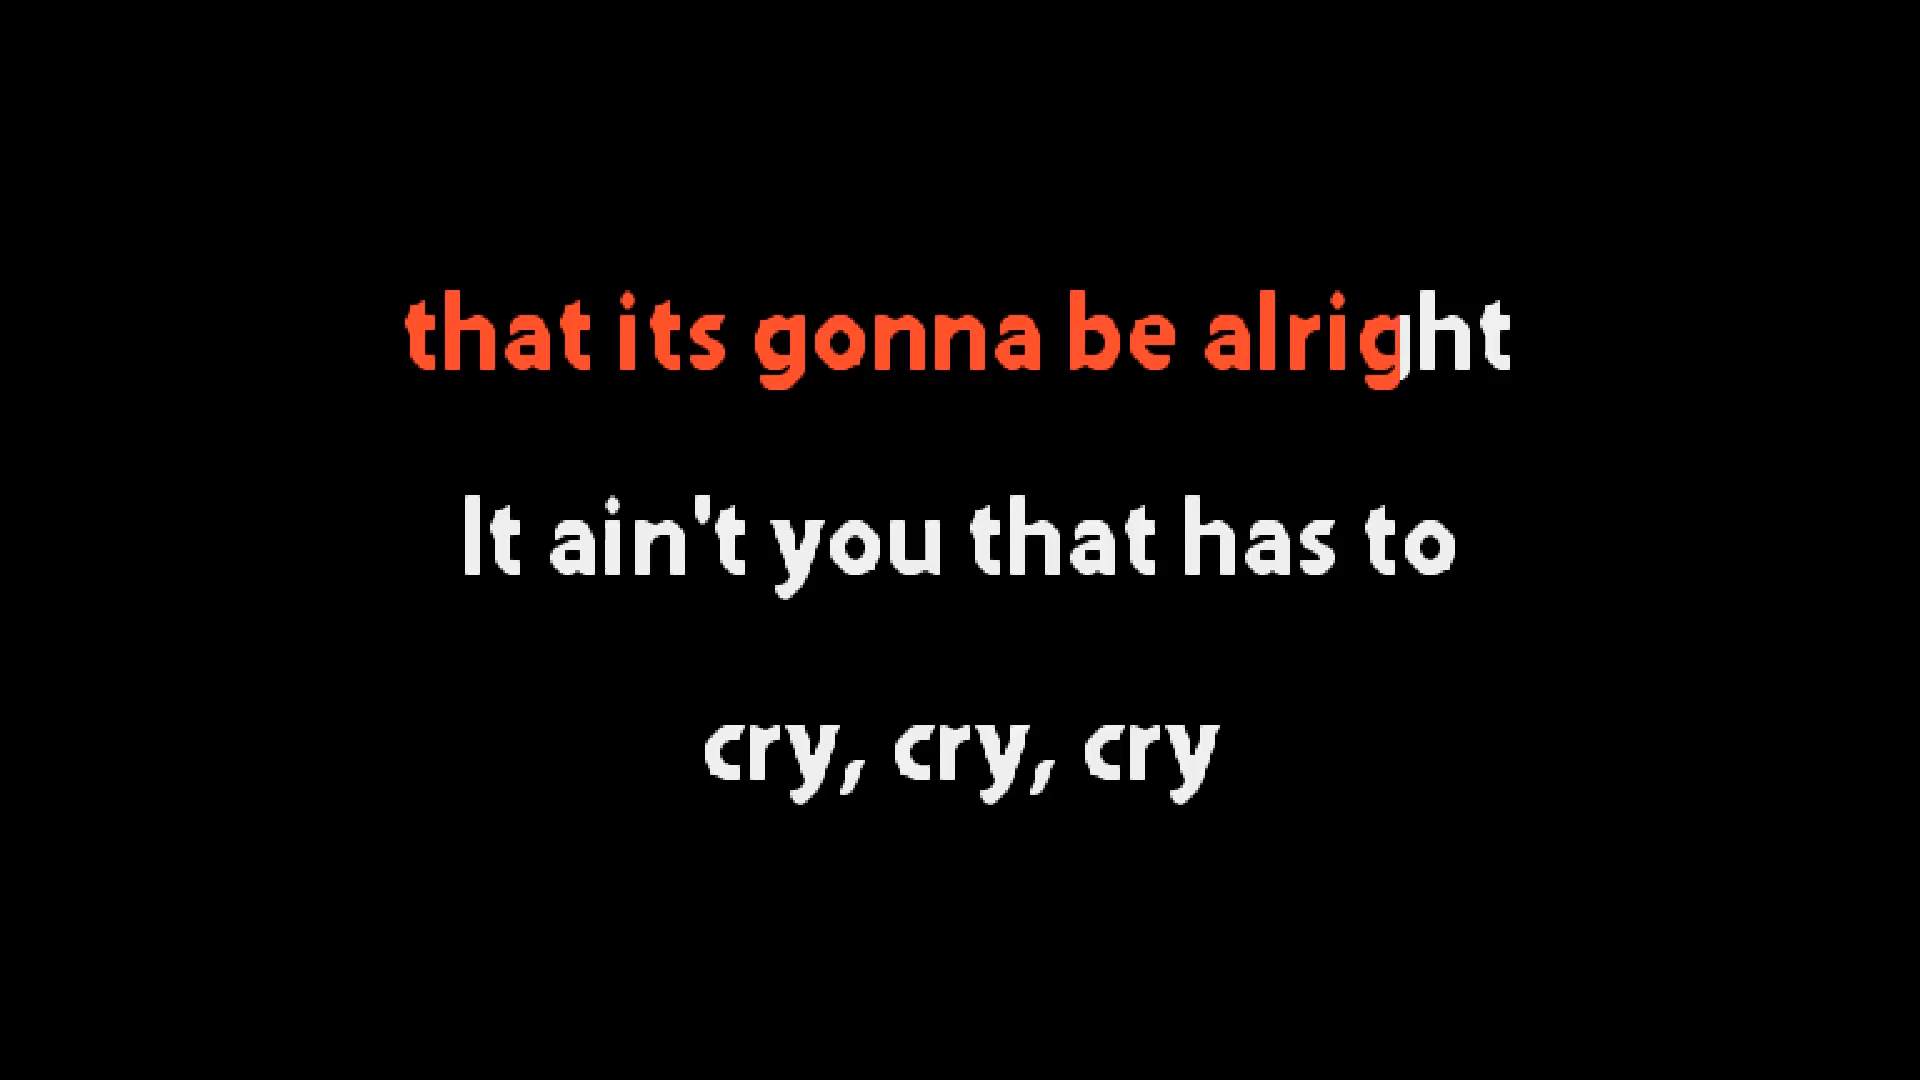 that its gonna be alright
It ain't you that has to
cry, cry, cry